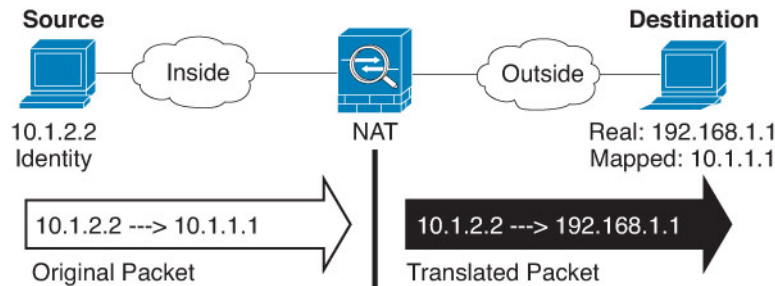 Source
Destination
Inside
Outside
10.1.2.2
Identity
NAT
Real: 192.168.1.1
Mapped: 10.1.1.1
10.1.2.2 ---> 10.1.1.1
10.1.2.2 ---> 192.168.1.1
Original Packet
Translated Packet